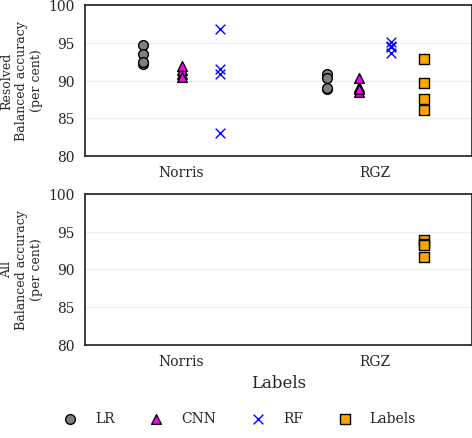 Resolved
Balanced accuracy
(per cent)
100
95
90
85
80
Norris RGZ
All
Balanced accuracy
(per cent)
100
95
90
85
80
Norris RGZ
Labels
LR CNN RF Labels